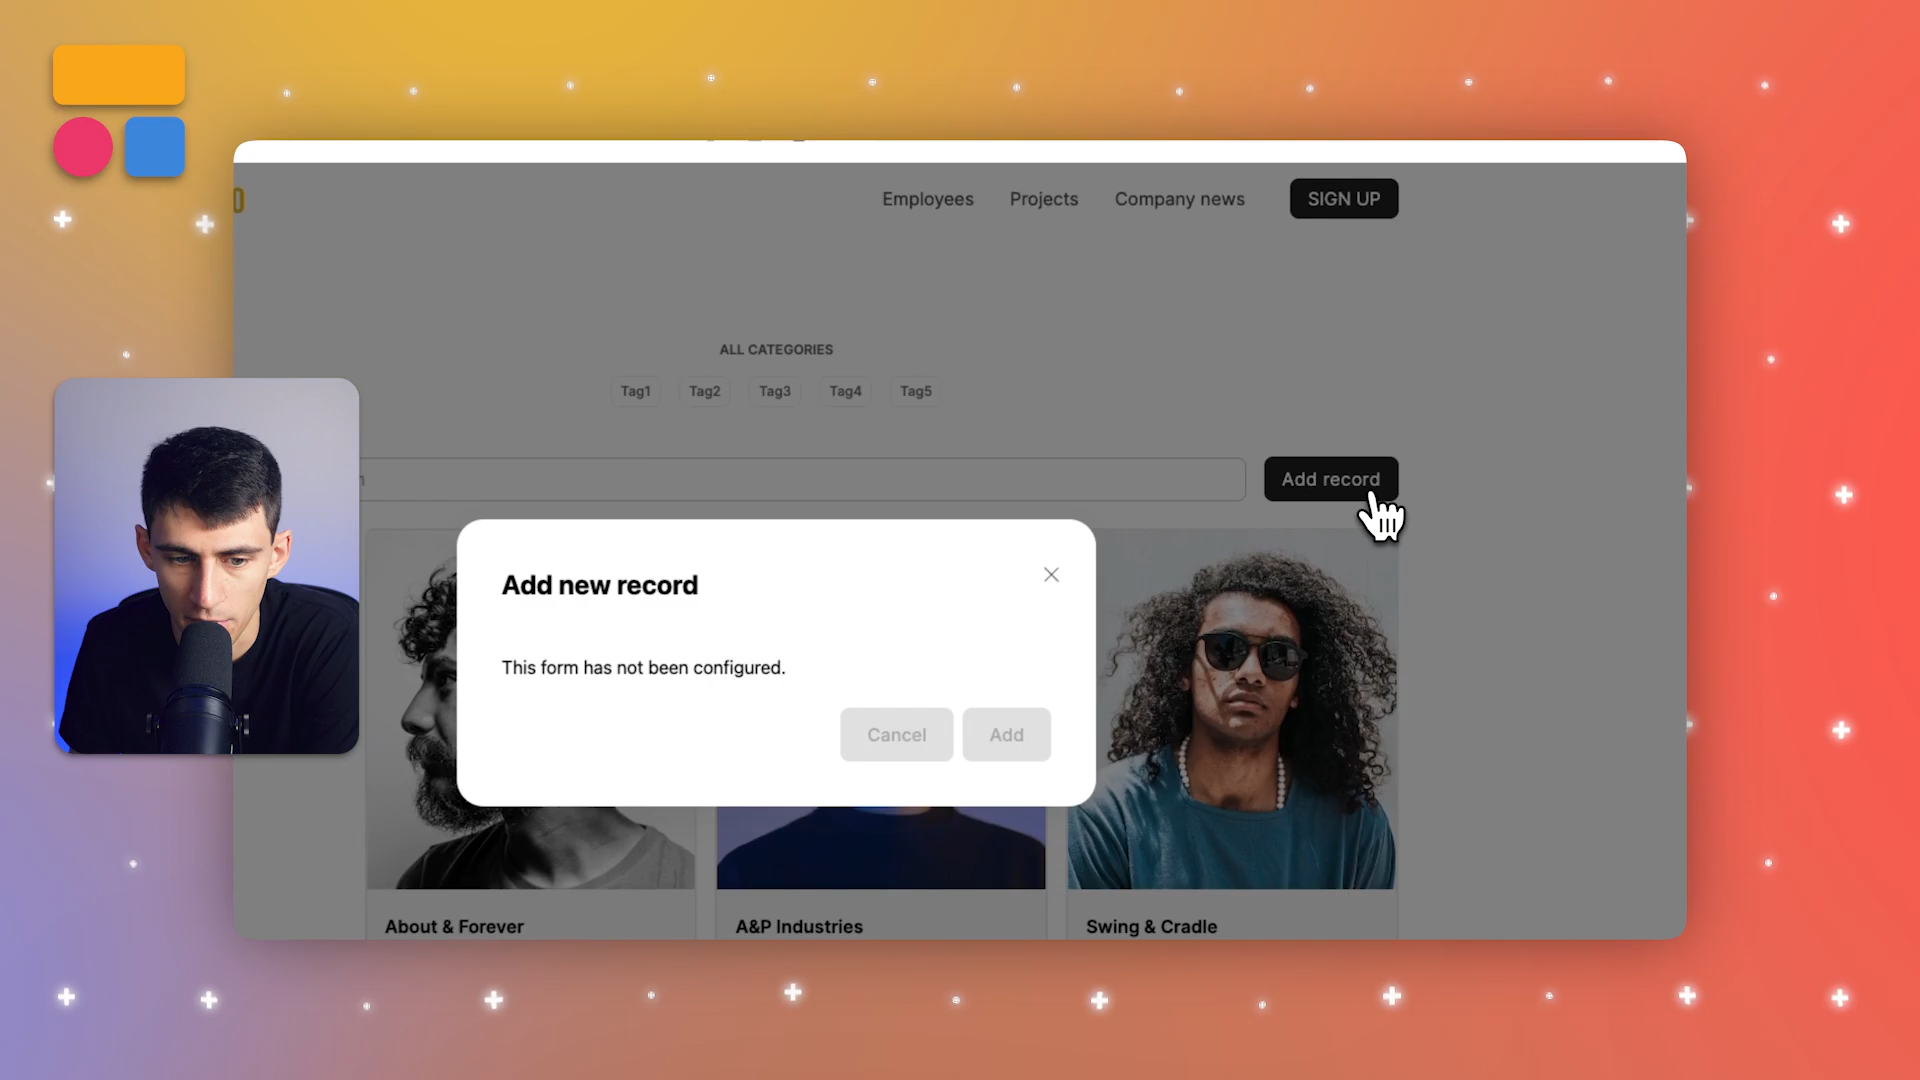 Employees
Projects
Company news
SIGN UP
ALL CATEGORIES
Tag1
Tag2
Tag3
Tag4
Tag5
Add record
Add new record
This form has not been configured.
Cancel
Add
About & Forever
A&P Industries
Swing & Cradle